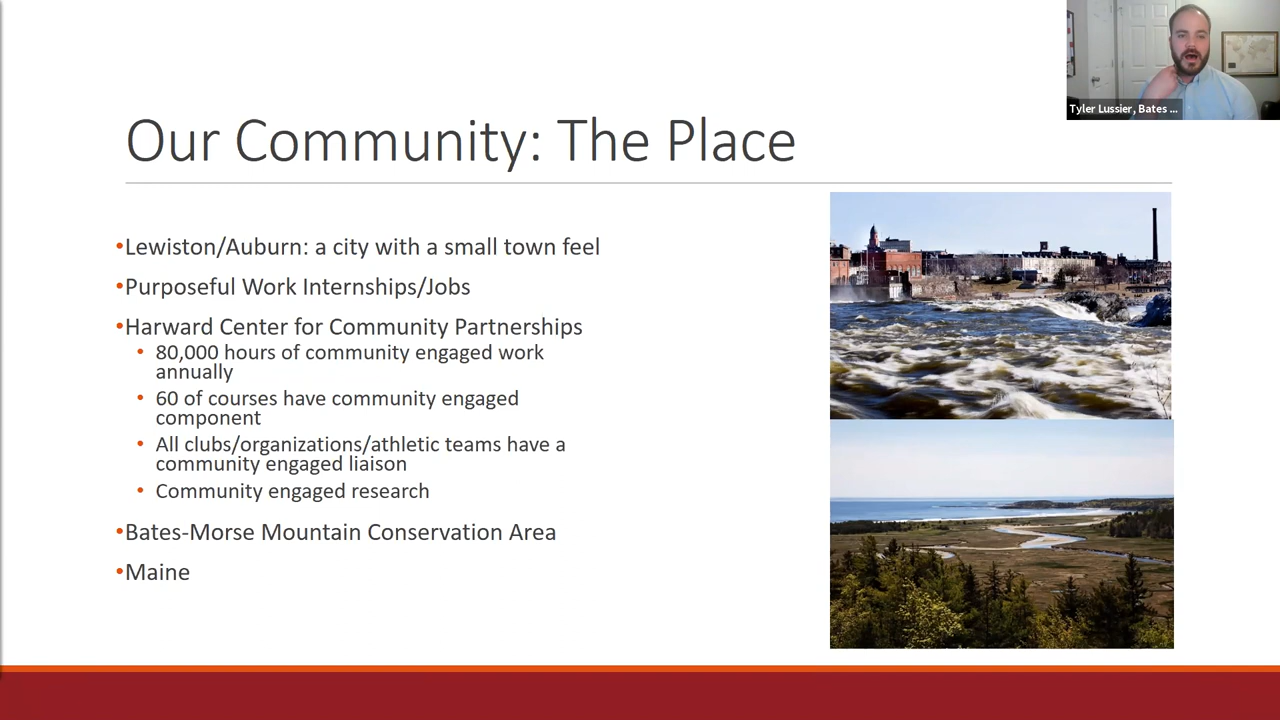 Tyler Lussier, Bates ...
Our Community: The Place
•Lewiston/Auburn: a city with a small town feel
•Purposeful Work Internships/Jobs
•Harward Center for Community Partnerships
• 80,000 hours of community engaged work
annually
• 60 of courses have community engaged
component
• All clubs/organizations/athletic teams have a
community engaged liaison
• Community engaged research
•Bates-Morse Mountain Conservation Area
•Maine